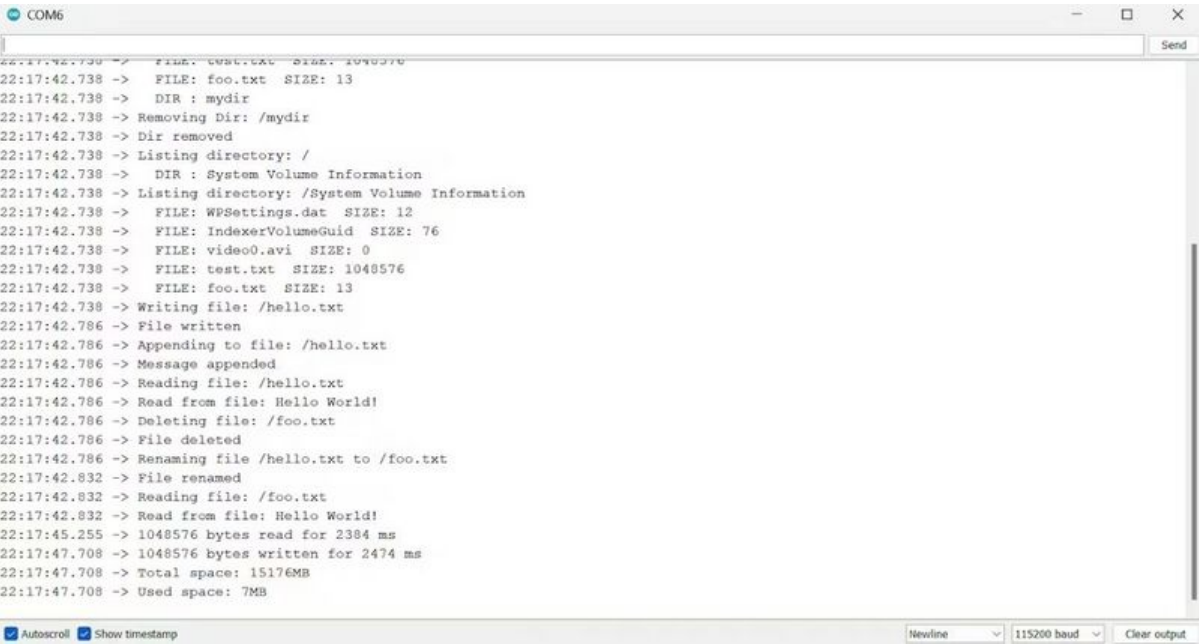 COM6
Send
22:17:42.738 -> FILE: test.txt SIZE: 1048576
22:17:42.738 -> FILE: foo.txt SIZE: 13
22:17:42.738 -> DIR : mydir
22:17:42.738 -> Removing Dir: /mydir
22:17:42.738 -> Dir removed
22:17:42.738 -> Listing directory: /
22:17:42.738 -> DIR : System Volume Information
22:17:42.738 -> Listing directory: /System Volume Information
22:17:42.738 -> FILE: WPSettings.dat SIZE: 12
22:17:42.738 -> FILE: IndexerVolumeGuid SIZE: 76
22:17:42.738 -> FILE: video0.avi SIZE: 0
22:17:42.738 -> FILE: test.txt SIZE: 1048576
22:17:42.738 -> FILE: foo.txt SIZE: 13
22:17:42.738 -> Writing file: /hello.txt
22:17:42.786 -> File written
22:17:42.786 -> Appending to file: /hello.txt
22:17:42.786 -> Message appended
22:17:42.786 -> Reading file: /hello.txt
22:17:42.786 -> Read from file: Hello World!
22:17:42.786 -> Deleting file: /foo.txt
22:17:42.786 -> File deleted
22:17:42.786 -> Renaming file /hello.txt to /foo.txt
22:17:42.832 -> File renamed
22:17:42.832 -> Reading file: /foo.txt
22:17:42.832 -> Read from file: Hello World!
22:17:45.255 -> 1048576 bytes read for 2384 ms
22:17:47.708 -> 1048576 bytes written for 2474 ms
22:17:47.708 -> Total space: 15176MB
22:17:47.708 -> Used space: 7MB
Autoscroll Show timestamp Newline 115200 baud Clear output